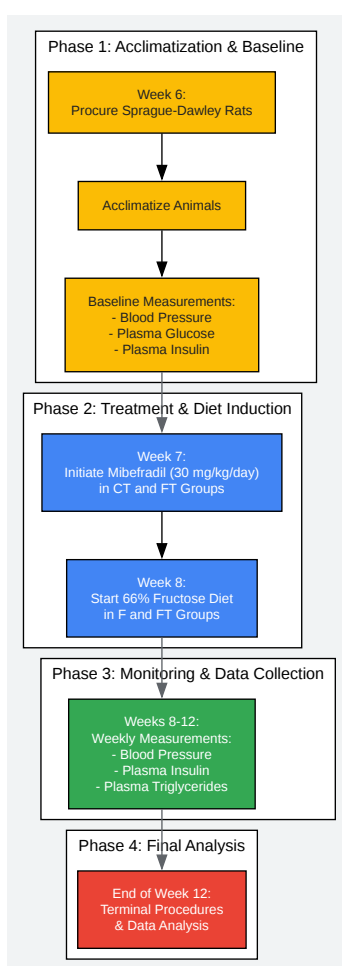 Phase 1: Acclimatization & Baseline
Week 6:
Procure Sprague-Dawley Rats
Acclimatize Animals
Baseline Measurements:
- Blood Pressure
- Plasma Glucose
- Plasma Insulin
Phase 2: Treatment & Diet Induction
Week 7:
Initiate Mibefradil (30 mg/kg/day)
in CT and FT Groups
Week 8:
Start 66% Fructose Diet
in F and FT Groups
Phase 3: Monitoring & Data Collection
Weeks 8-12:
Weekly Measurements:
- Blood Pressure
- Plasma Insulin
- Plasma Triglycerides
Phase 4: Final Analysis
End of Week 12:
Terminal Procedures
& Data Analysis